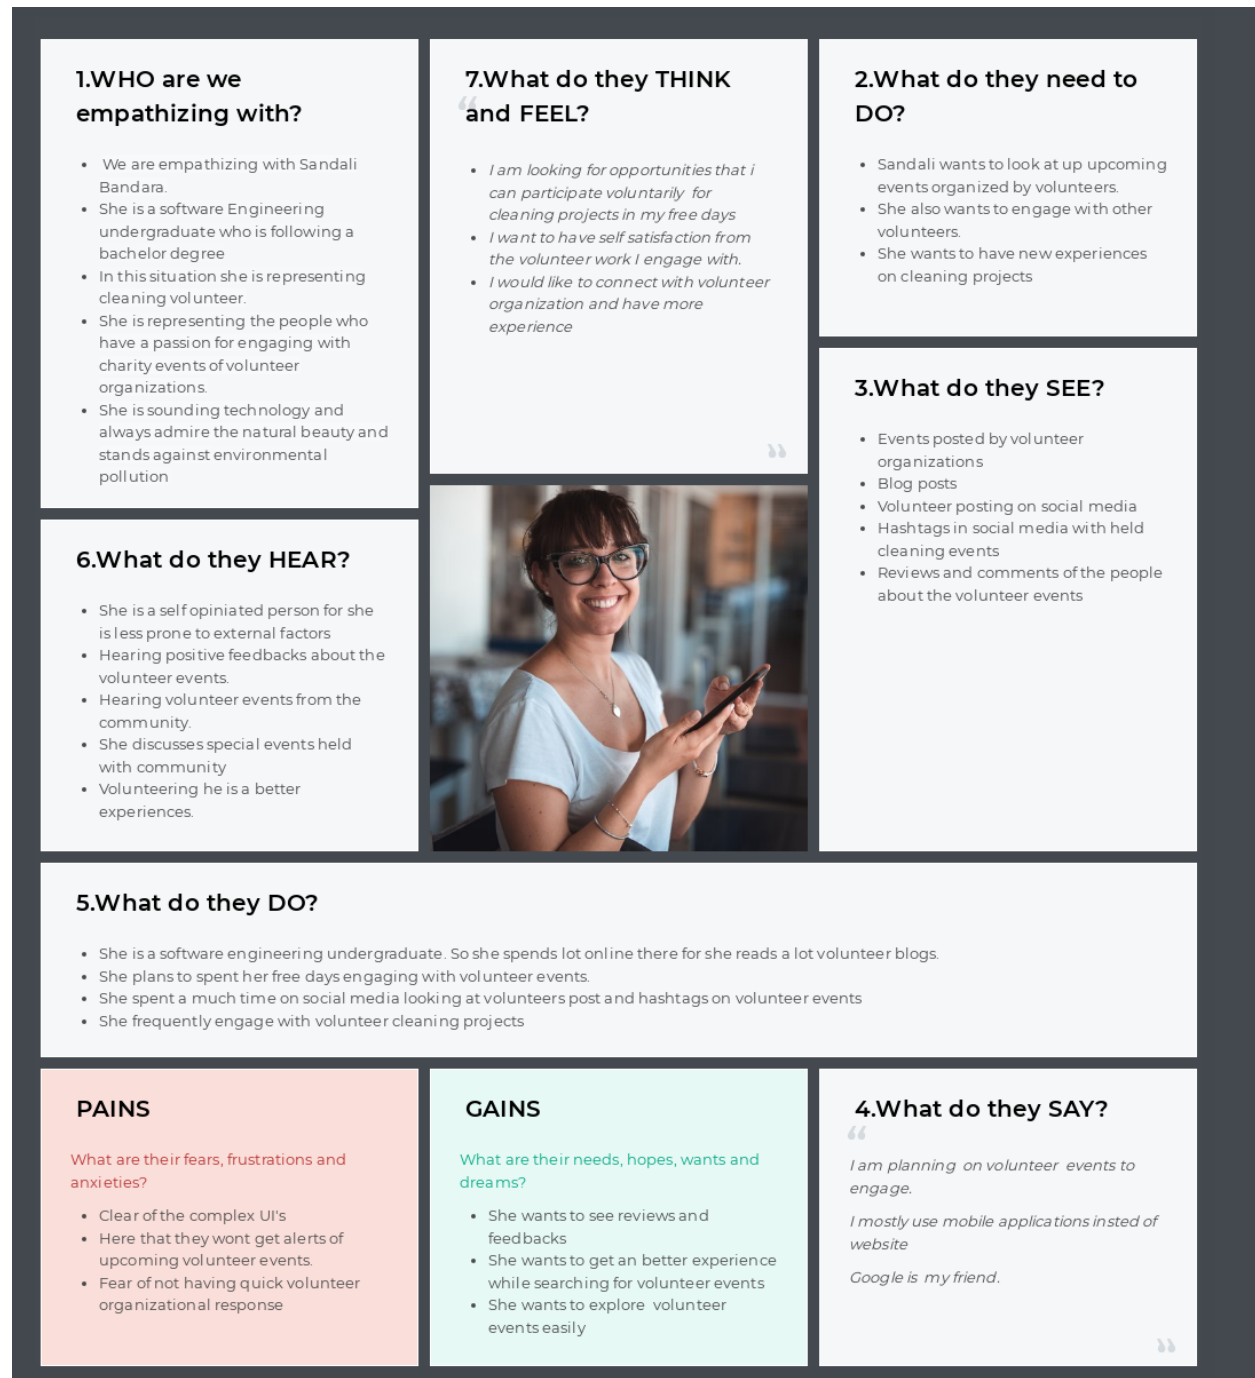 1.WHO are we
empathizing with?
We are empathizing with Sandali
Bandara.
She is a software Engineering
undergraduate who is following a
bachelor degree
In this situation she is representing
cleaning volunteer.
She is representing the people who
have a passion for engaging with
charity events of volunteer
organizations.
She is sounding technology and
always admire the natural beauty and
stands against environmental
pollution
7.What do they THINK
and FEEL?
I am looking for opportunities that i
can participate voluntarily for
cleaning projects in my free days
I want to have self satisfaction from
the volunteer work I engage with.
I would like to connect with volunteer
organization and have more
experience
2.What do they need to
DO?
Sandali wants to look at up upcoming
events organized by volunteers.
She also wants to engage with other
volunteers.
She wants to have new experiences
on cleaning projects
3.What do they SEE?
Events posted by volunteer
organizations
Blog posts
Volunteer posting on social media
Hashtags in social media with held
cleaning events
Reviews and comments of the people
about the volunteer events
6.What do they HEAR?
She is a self opiniated person for she
is less prone to external factors
Hearing positive feedbacks about the
volunteer events.
Hearing volunteer events from the
community.
She discusses special events held
with community
Volunteering he is a better
experiences.
5.What do they DO?
She is a software engineering undergraduate. So she spends lot online there for she reads a lot volunteer blogs.
She plans to spent her free days engaging with volunteer events.
She spent a much time on social media looking at volunteers post and hashtags on volunteer events
She frequently engage with volunteer cleaning projects
PAINS
What are their fears, frustrations and
anxieties?
Clear of the complex UI's
Here that they wont get alerts of
upcoming volunteer events.
Fear of not having quick volunteer
organizational response
GAINS
What are their needs, hopes, wants and
dreams?
She wants to see reviews and
feedbacks
She wants to get an better experience
while searching for volunteer events
She wants to explore volunteer
events easily
4.What do they SAY?
I am planning on volunteer events to
engage.
I mostly use mobile applications insted of
website
Google is my friend.